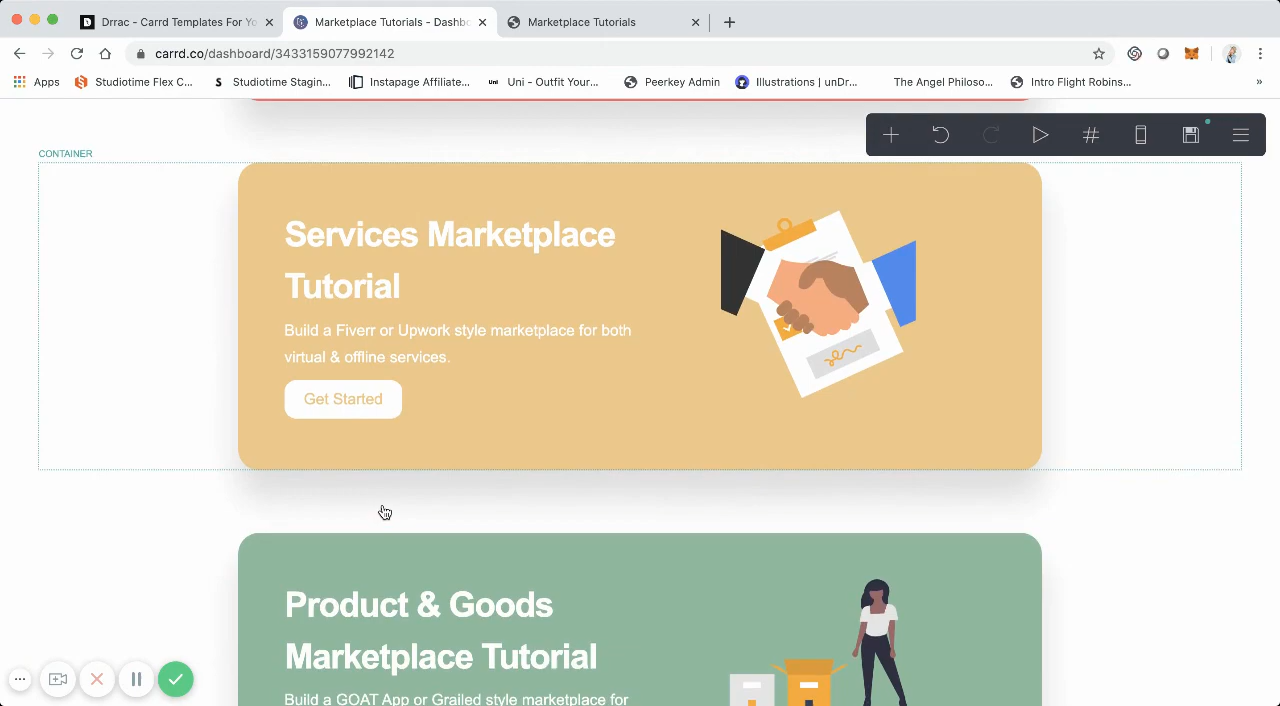 Drrac - Carrd Templates For Yo
Marketplace Tutorials - Dashbo
Marketplace Tutorials
carrd.co/dashboard/3433159077992142
Apps
Studiotime Flex C...
Studiotime Stagin...
Instapage Affiliate...
Uni - Outfit Your...
Peerkey Admin
Illustrations | unDr...
The Angel Philoso...
Intro Flight Robins...
»
CONTAINER
Services Marketplace
Tutorial
Build a Fiverr or Upwork style marketplace for both
virtual & offline services.
Get Started
Product & Goods
Marketplace Tutorial
Build a GOAT App or Grailed style marketplace for